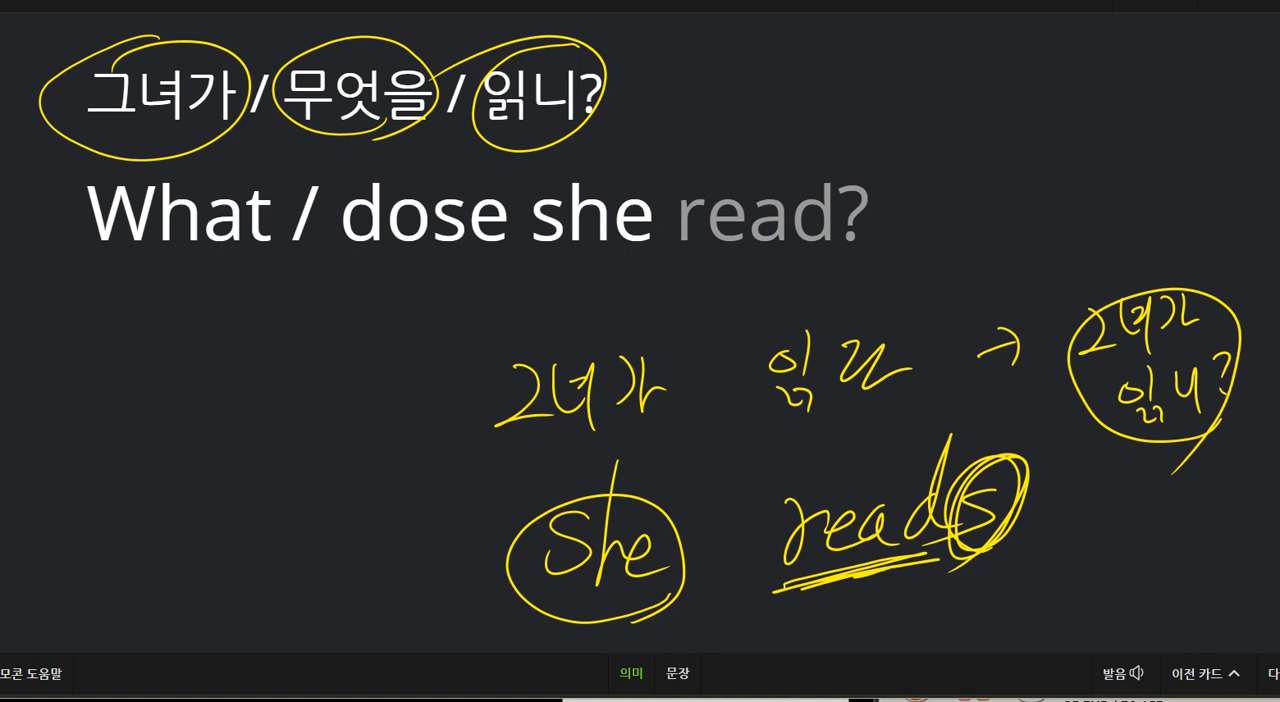 그녀가 / 무엇을 / 읽니?
What / dose she read?
그녀가 읽다 → 그녀가
읽니?
She reads
모콘 도움말 의미 문장 발음 이전 카드 다